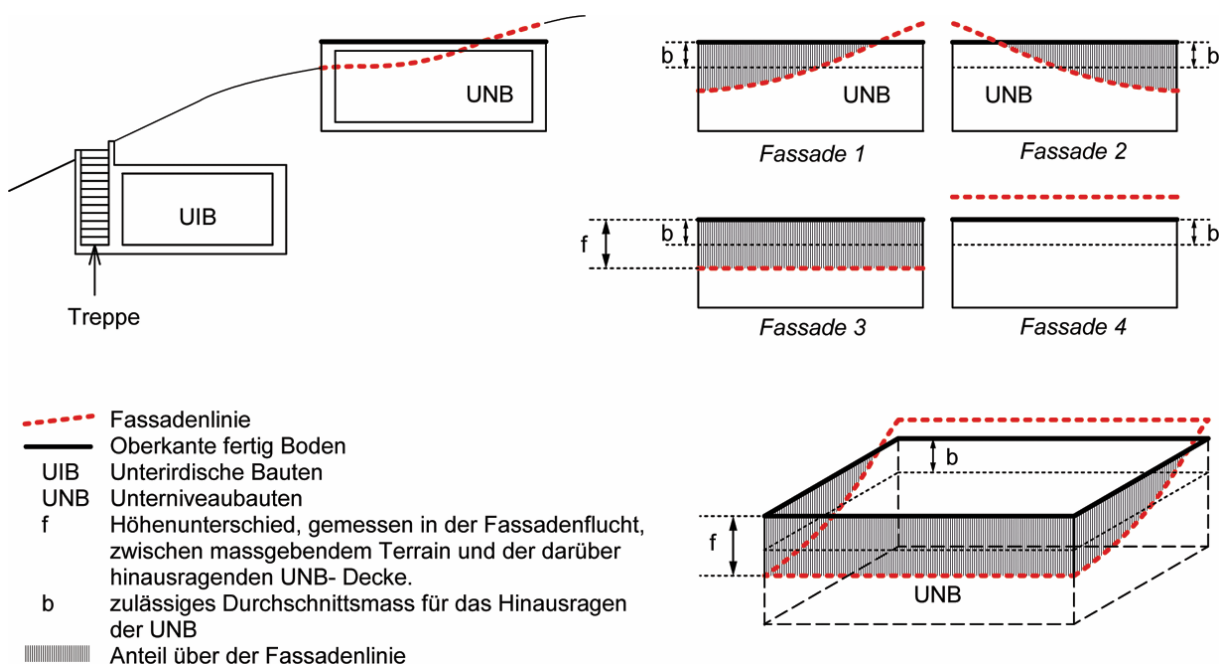 UNB
UIB
Treppe
b
UNB
Fassade 1
b
UNB
Fassade 2
f
b
Fassade 3
b
Fassade 4
Fassadenlinie
Oberkante fertig Boden
UIB Unterirdische Bauten
UNB Unterniveaubauten
f Höhenunterschied, gemessen in der Fassadenflucht,
zwischen massgebendem Terrain und der darüber
hinausragenden UNB- Decke.
b zulässiges Durchschnittsmass für das Hinausragen
der UNB
Anteil über der Fassadenlinie
b
f
UNB